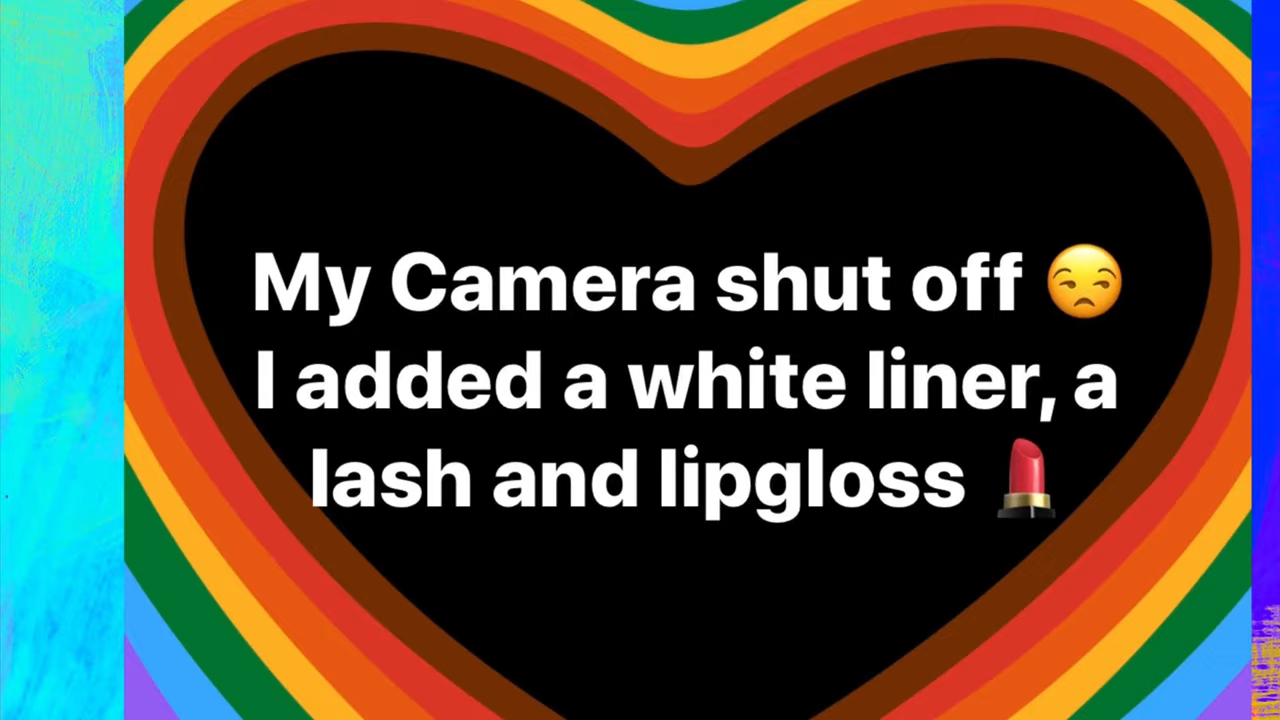 My Camera shut off 😒
I added a white liner, a
lash and lipgloss 💄